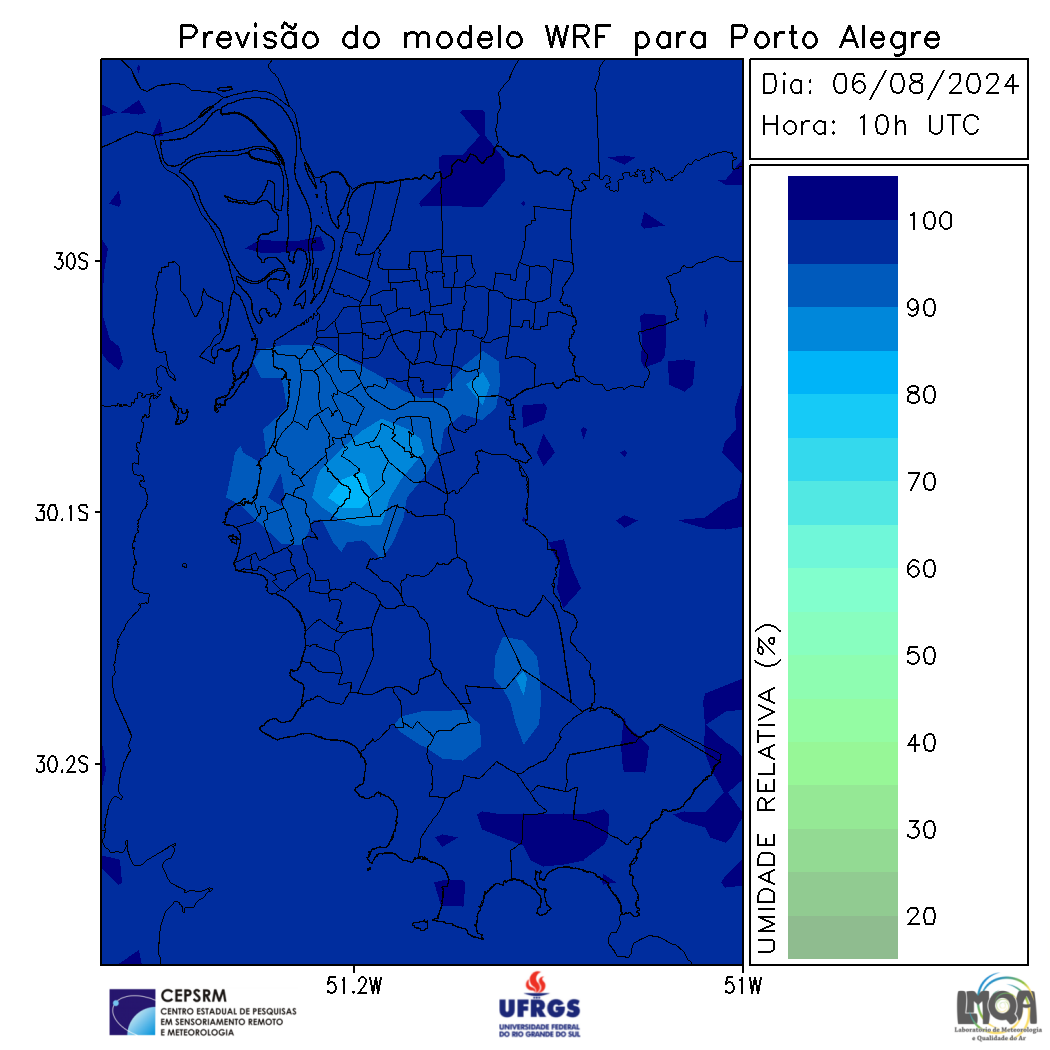 Previsão do modelo WRF para Porto Alegre
Dia: 06/08/2024
Hora: 10h UTC
30S
30.1S
30.2S
51.2W
51W
UMIDADE RELATIVA (%)
100
90
80
70
60
50
40
30
20
CEPSRM
CENTRO ESTADUAL DE PESQUISAS
EM SENSORIAMENTO REMOTO
E METEOROLOGIA
UFRGS
UNIVERSIDADE FEDERAL
DO RIO GRANDE DO SUL
LMQA
Laboratório de Meteorologia
e Qualidade do Ar